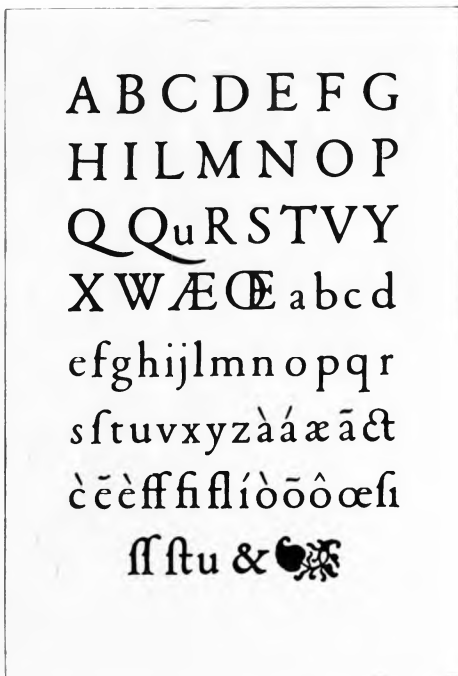 A B C D E F G
H I L M N O P
Q Qu R S T V Y
X W Æ Œ a b c d
e f g h i j l m n o p q r
s ſ t u v x y z à á æ ã ct
c̀ ẽ è ff fi fl í ò õ ô œ ſi
ſſ ſt u & ❦